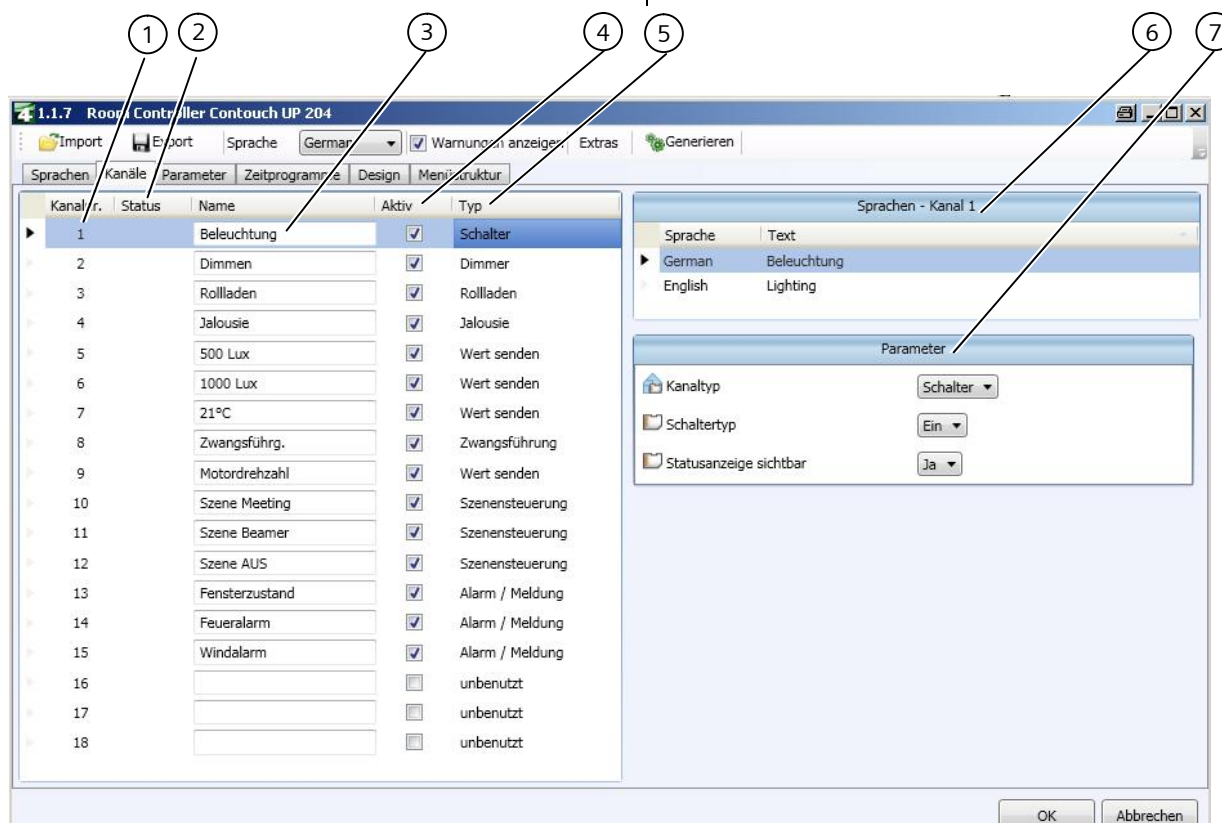 1 2 3 4 5 6 7
1.1.7 Room Controller Contouch UP 204
Import Export Sprache German Warnungen anzeigen Extras Generieren
Sprachen Kanäle Parameter Zeitprogramme Design Menüstruktur
Kanalnr. Status Name Aktiv Typ
1 Beleuchtung Schalter
2 Dimmen Dimmer
3 Rollladen Rollladen
4 Jalousie Jalousie
5 500 Lux Wert senden
6 1000 Lux Wert senden
7 21°C Wert senden
8 Zwangsführg. Zwangsführung
9 Motordrehzahl Wert senden
10 Szene Meeting Szenensteuerung
11 Szene Beamer Szenensteuerung
12 Szene AUS Szenensteuerung
13 Fensterzustand Alarm / Meldung
14 Feueralarm Alarm / Meldung
15 Windalarm Alarm / Meldung
16 unbenutzt
17 unbenutzt
18 unbenutzt
Sprachen - Kanal 1
Sprache Text
German Beleuchtung
English Lighting
Parameter
Kanaltyp Schalter
Schaltertyp Ein
Statusanzeige sichtbar Ja
OK Abbrechen